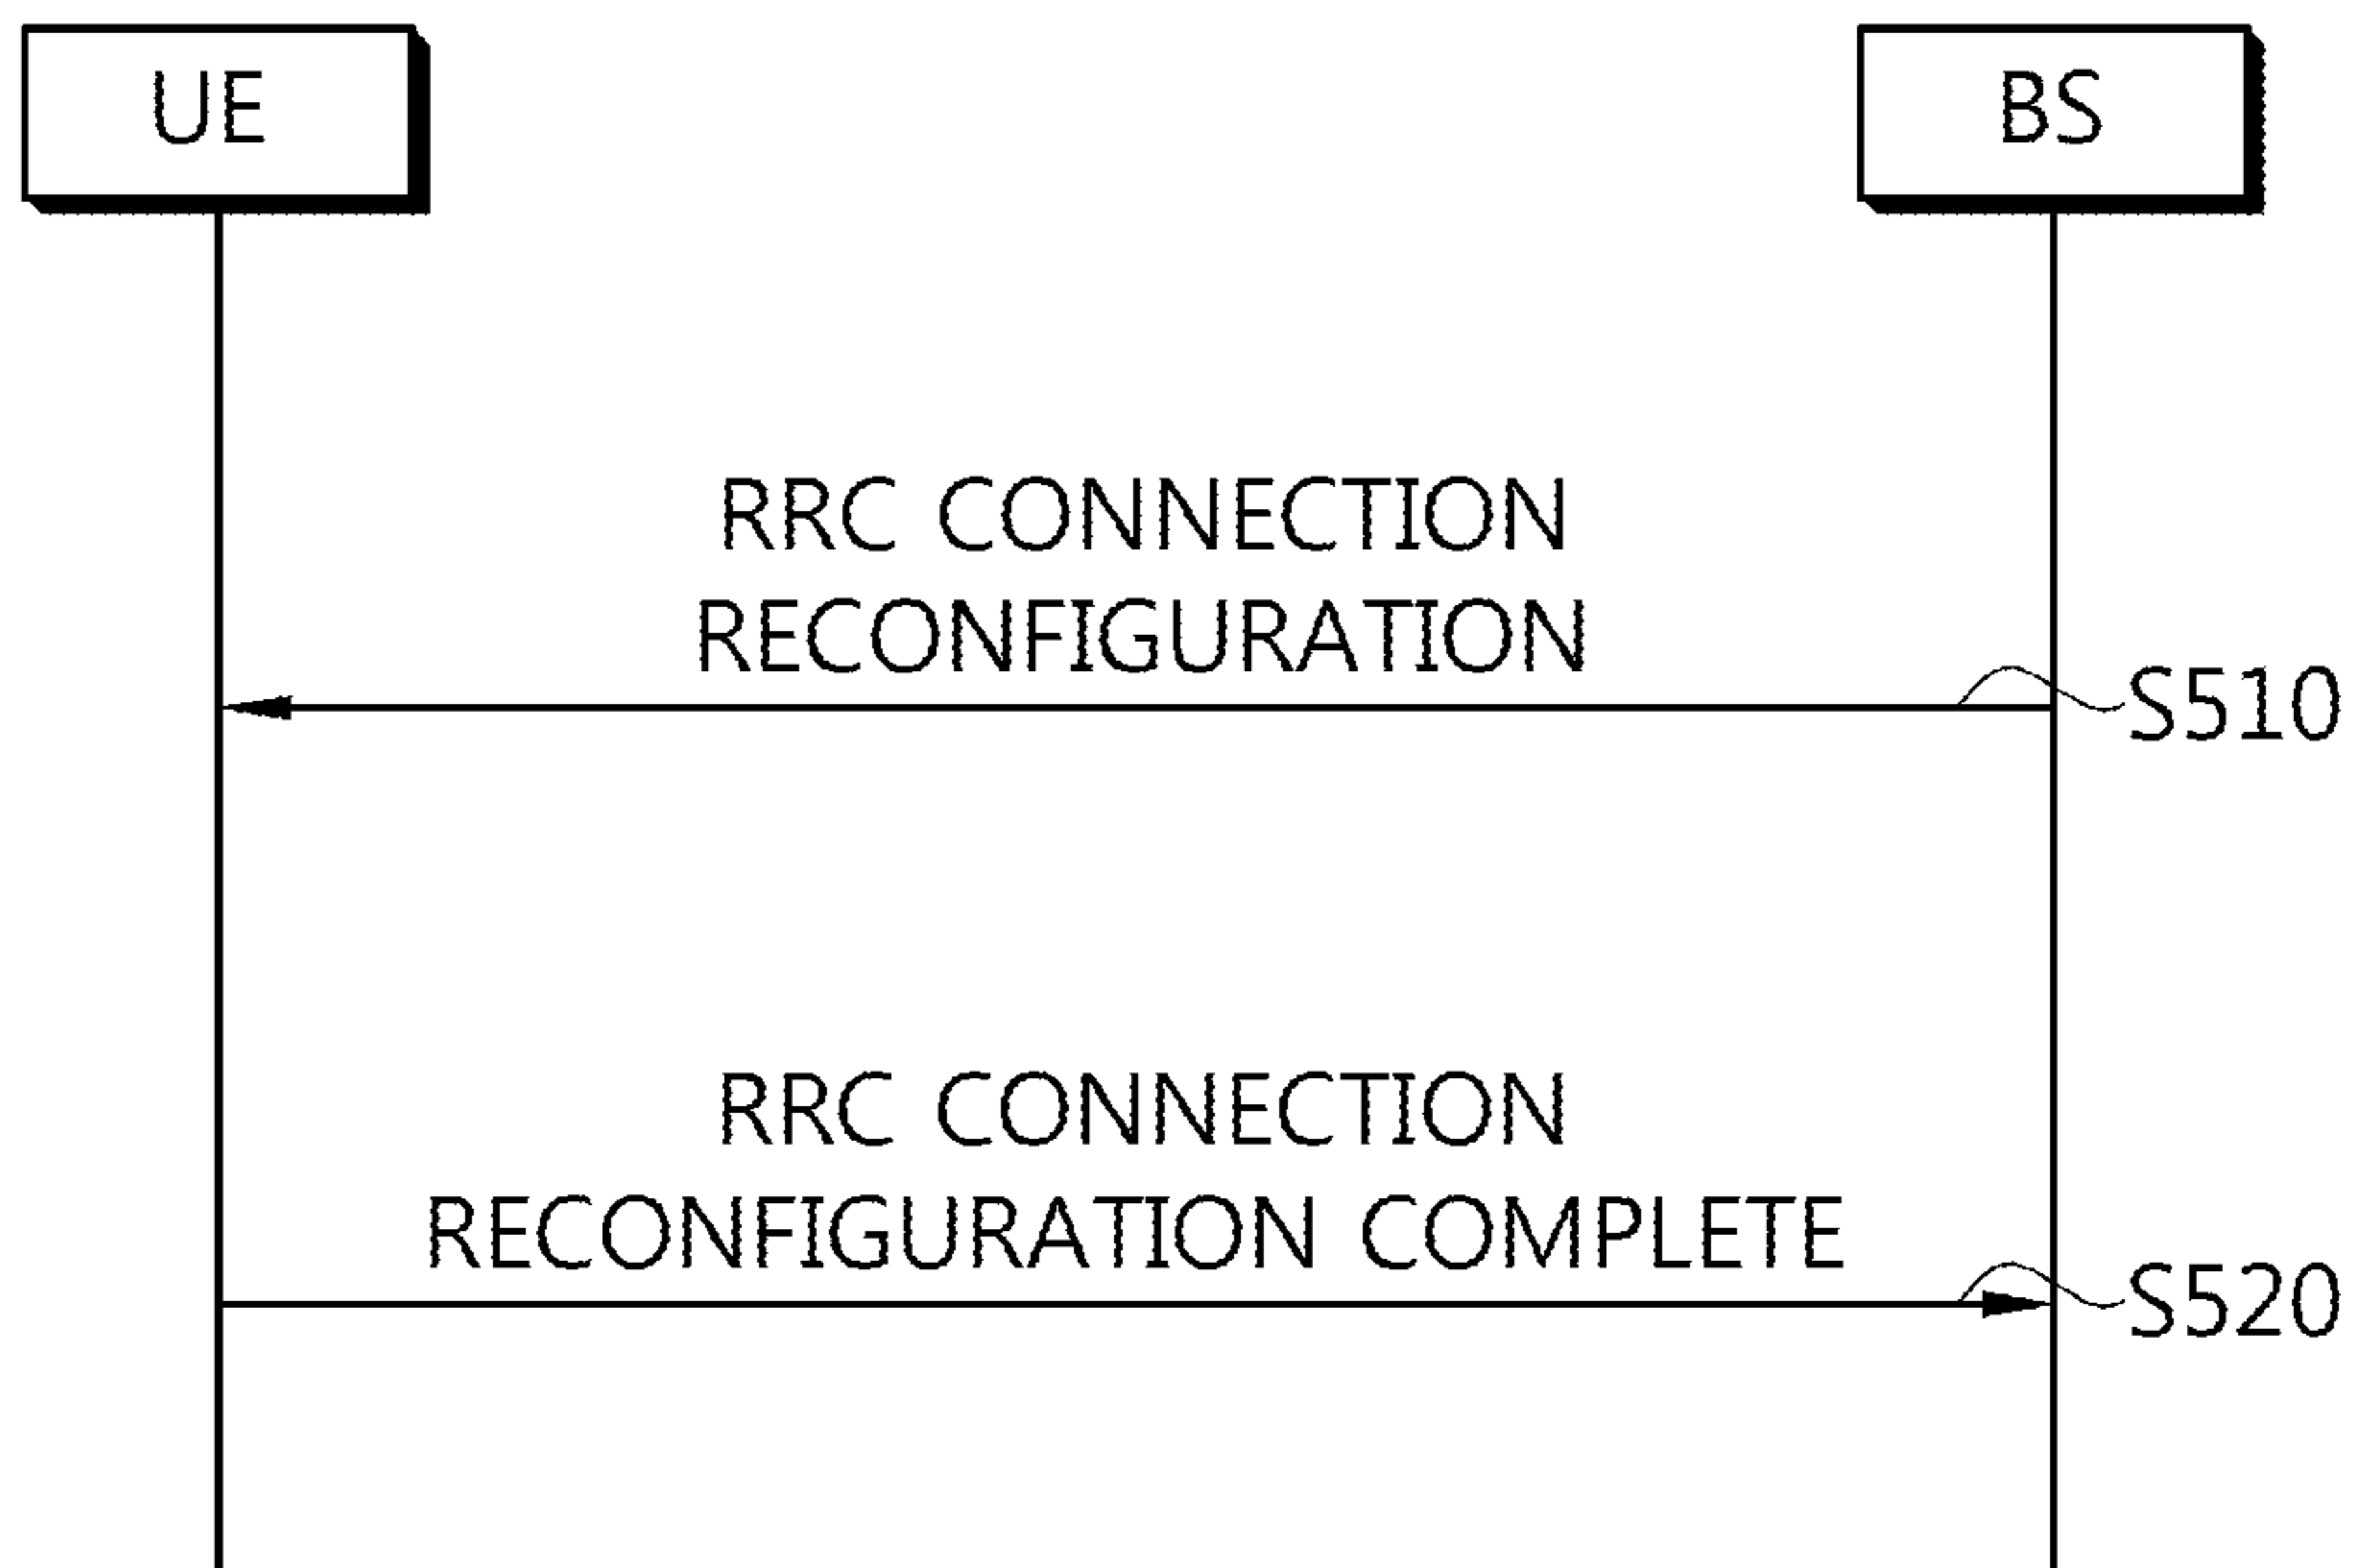 UE
BS
RRC CONNECTION
RECONFIGURATION
S510
RRC CONNECTION
RECONFIGURATION COMPLETE
S520